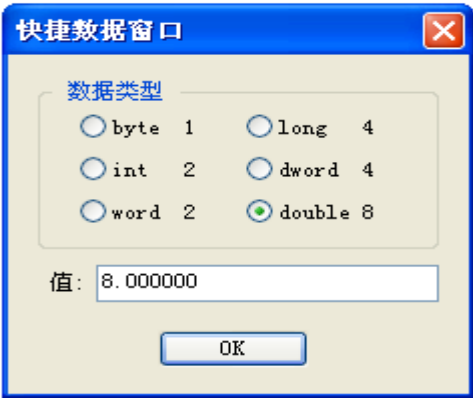 快捷数据窗口
数据类型
byte 1 long 4
int 2 dword 4
word 2 double 8
值: 8.000000
OK